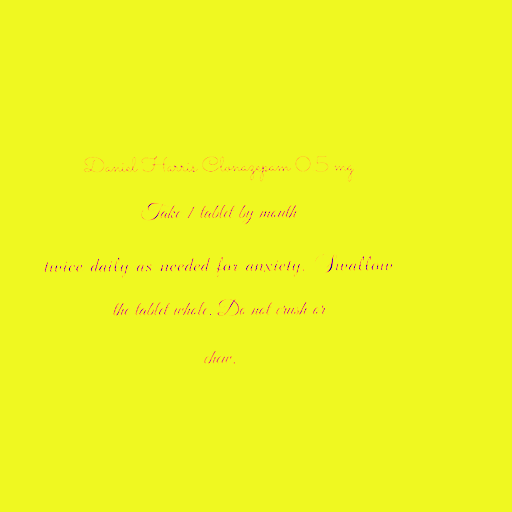 Daniel Harris Clonazepam 0.5 mg
Take 1 tablet by mouth
twice daily as needed for anxiety. Swallow
the tablet whole. Do not crush or
chew.